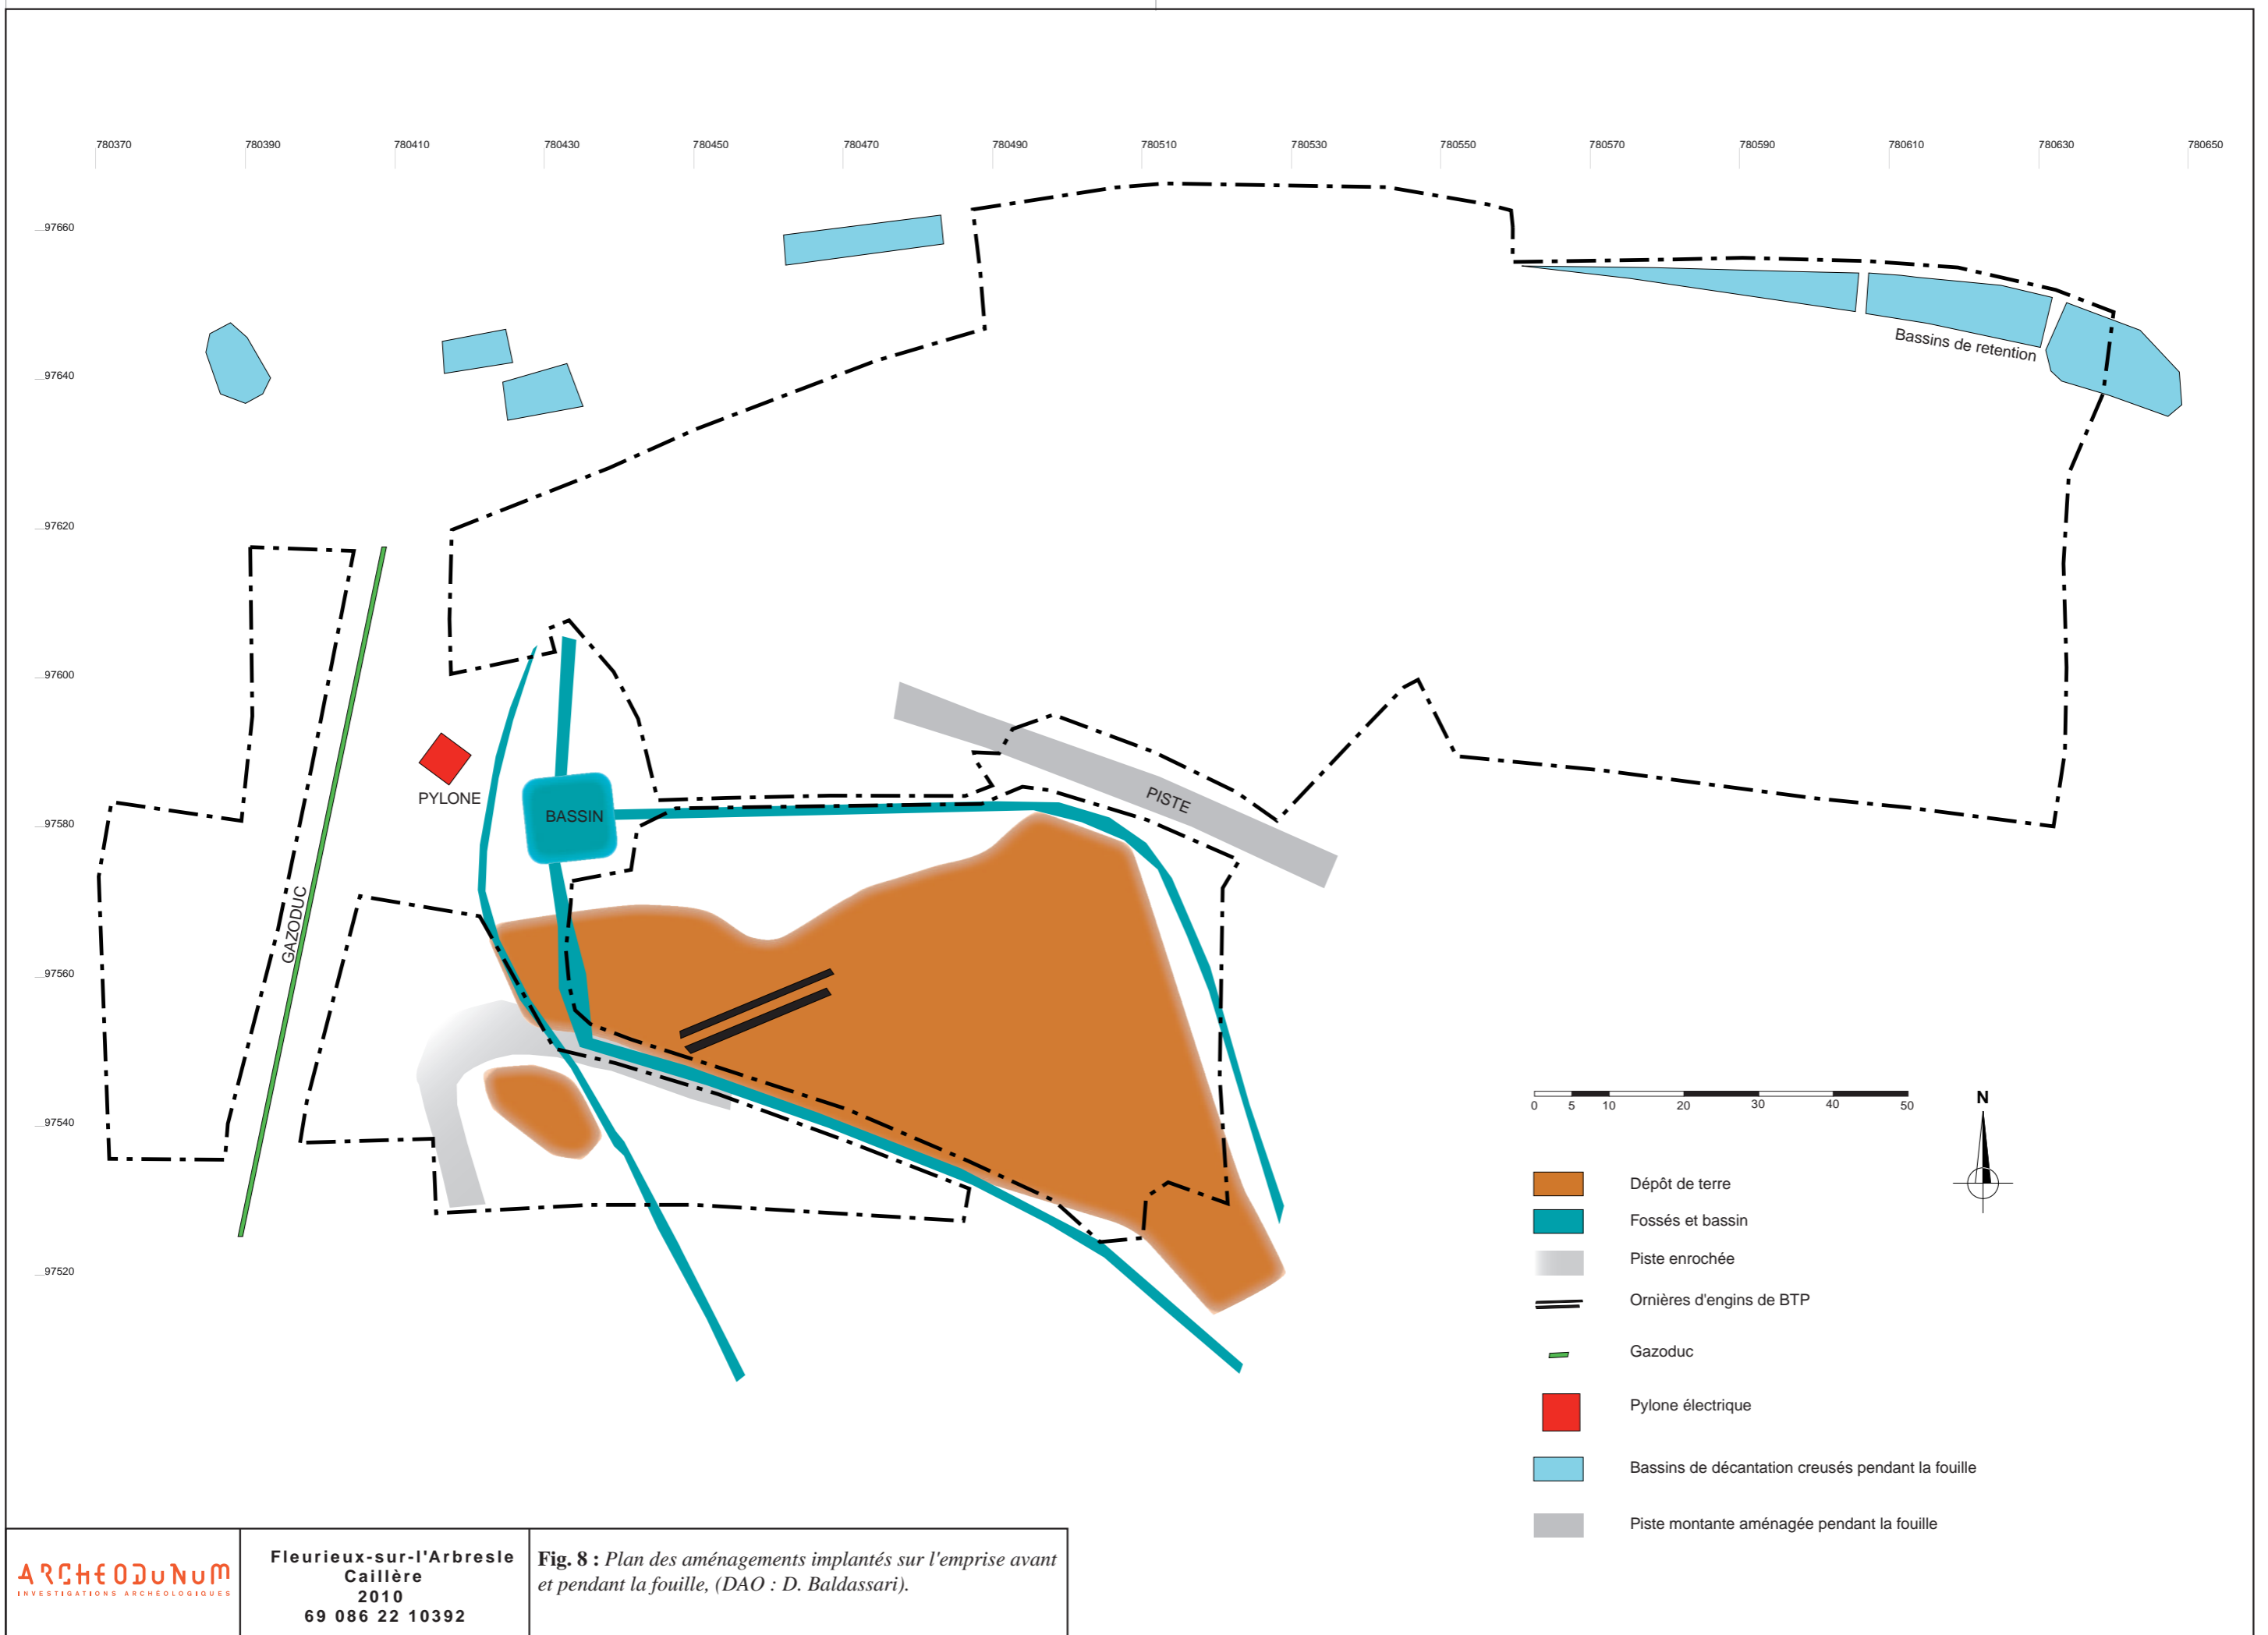 780370 780390 780410 780430 780450 780470 780490 780510 780530 780550 780570 780590 780610 780630 780650
97660
97640
97620
97600
97580
97560
97540
97520
Bassins de retention
PYLONE
BASSIN
PISTE
GAZODUC
0 5 10 20 30 40 50
N
Dépôt de terre
Fossés et bassin
Piste enrochée
Ornières d'engins de BTP
Gazoduc
Pylone électrique
Bassins de décantation creusés pendant la fouille
Piste montante aménagée pendant la fouille
ARCHEODUNUM
INVESTIGATIONS ARCHÉOLOGIQUES
Fleurieux-sur-l'Arbresle
Caillère
2010
69 086 22 10392
Fig. 8 : Plan des aménagements implantés sur l'emprise avant
et pendant la fouille, (DAO : D. Baldassari).